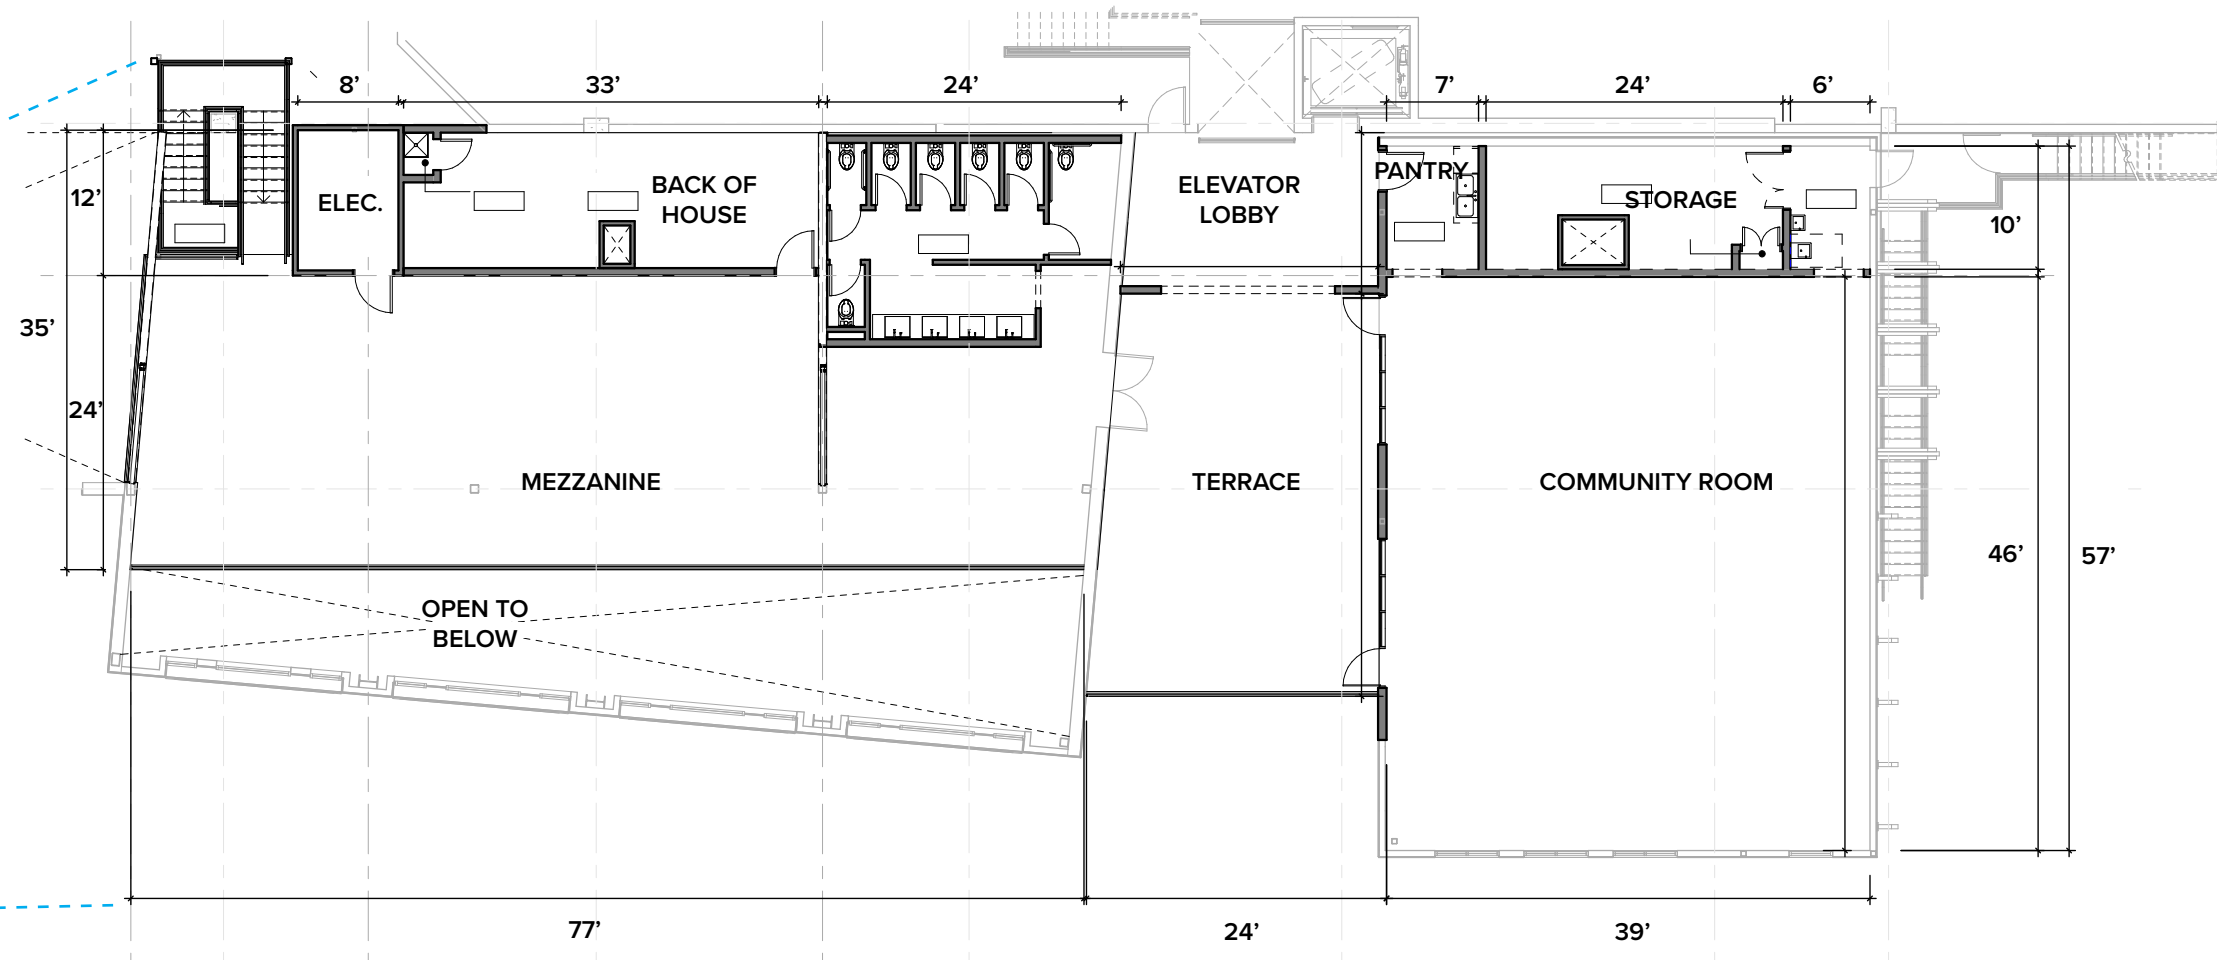 8’
33’
24’
7’
24’
6’
PANTRY
12’
ELEC.
BACK OF
HOUSE
ELEVATOR
LOBBY
STORAGE
10’
35’
24’
MEZZANINE
TERRACE
COMMUNITY ROOM
46’
57’
OPEN TO
BELOW
77’
24’
39’